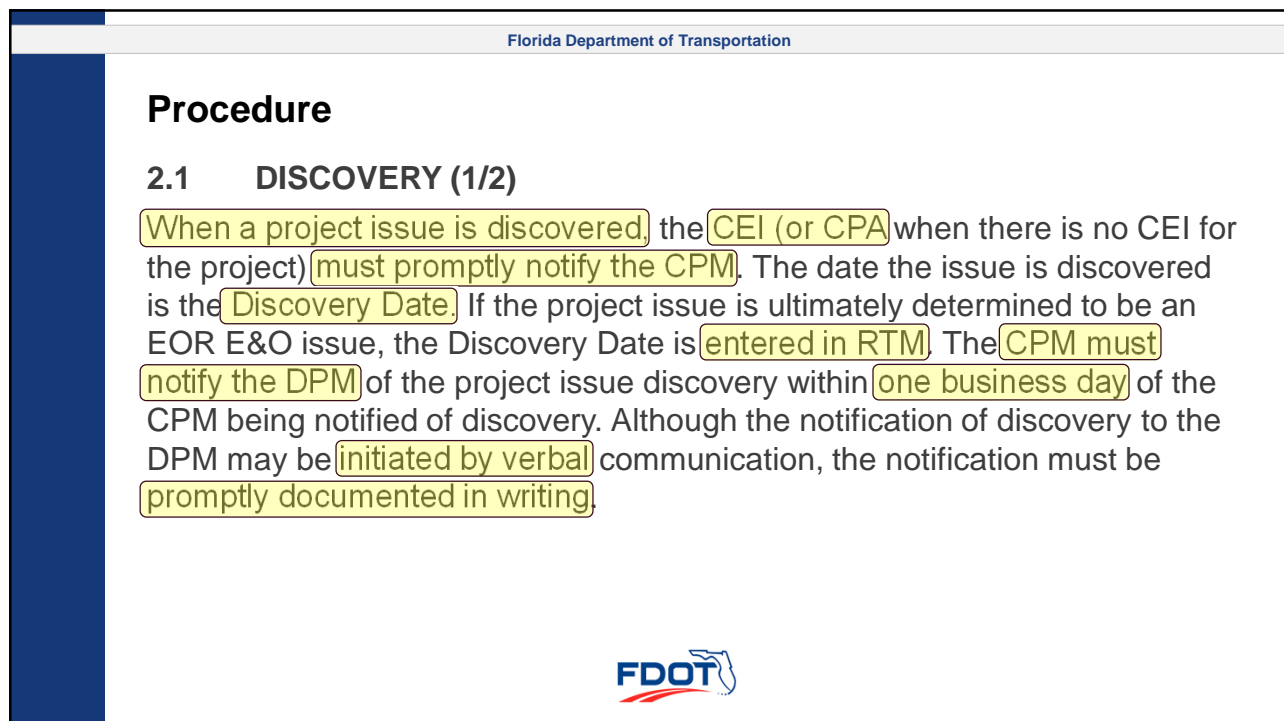 Florida Department of Transportation
Procedure
2.1 DISCOVERY (1/2)
When a project issue is discovered, the CEI (or CPA when there is no CEI for
the project) must promptly notify the CPM. The date the issue is discovered
is the Discovery Date. If the project issue is ultimately determined to be an
EOR E&O issue, the Discovery Date is entered in RTM. The CPM must
notify the DPM of the project issue discovery within one business day of the
CPM being notified of discovery. Although the notification of discovery to the
DPM may be initiated by verbal communication, the notification must be
promptly documented in writing.
FDOT